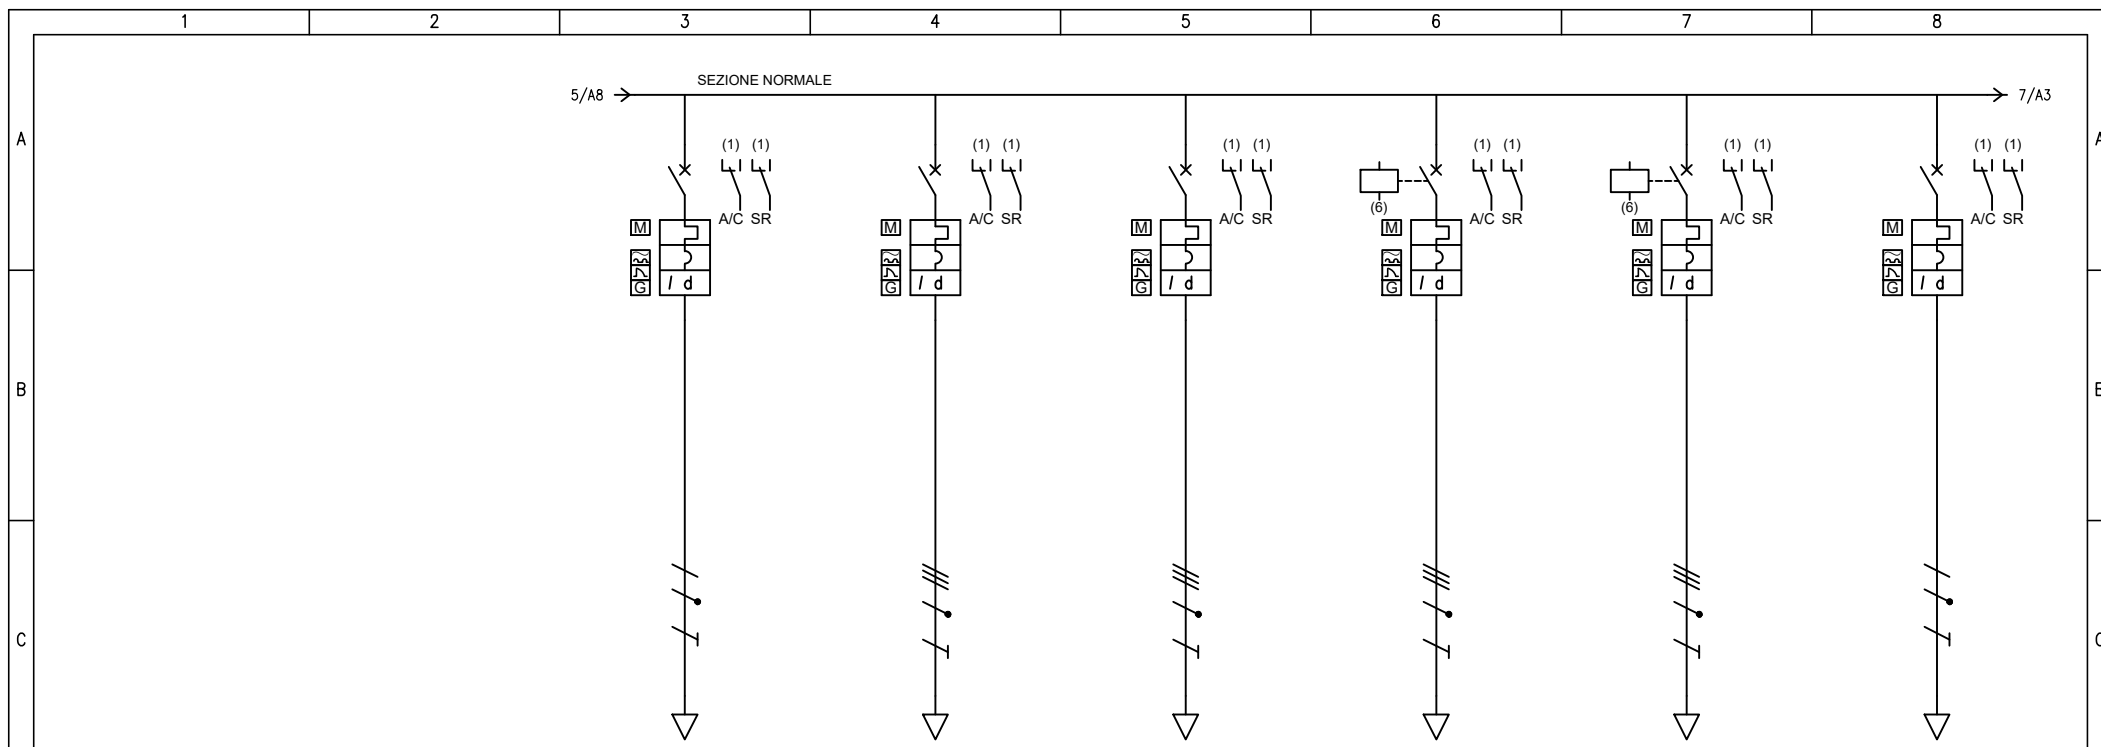 1 2 3 4 5 6 7 8
SEZIONE NORMALE
5/A8 7/A3
A A
(1) (1) (1) (1) (1) (1) (1) (1) (1) (1) (1) (1)
(6) (6)
A/C SR A/C SR A/C SR A/C SR A/C SR A/C SR
M M M M M M
G I d G I d G I d G I d G I d G I d
B B
C C